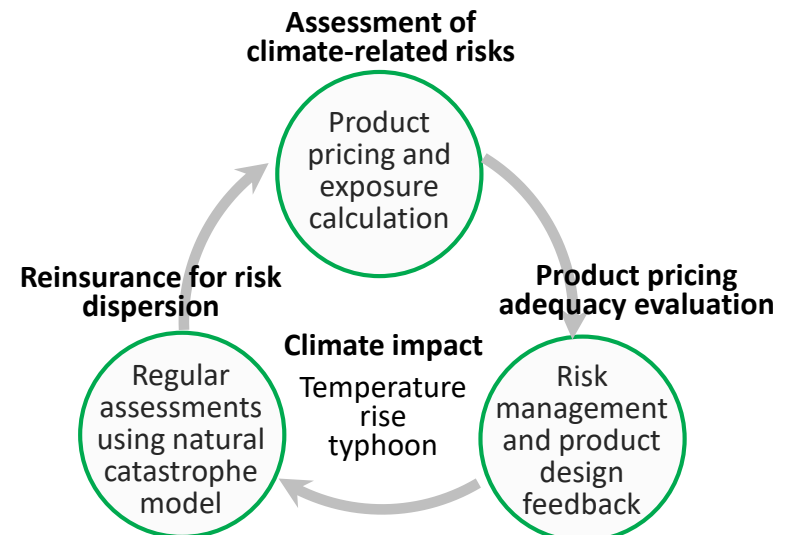 Assessment of
climate-related risks
Product
pricing and
exposure
calculation
Reinsurance for risk
dispersion
Product pricing
adequacy evaluation
Climate impact
Temperature
rise
typhoon
Regular
assessments
using natural
catastrophe
model
Risk
management
and product
design
feedback